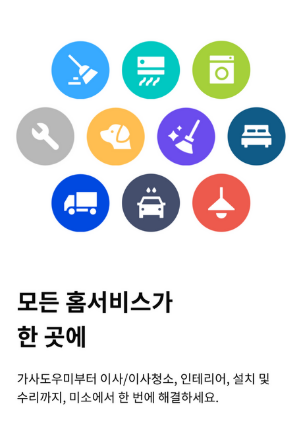 모든 홈서비스가
한 곳에
가사도우미부터 이사/이사청소, 인테리어, 설치 및
수리까지, 미소에서 한 번에 해결하세요.